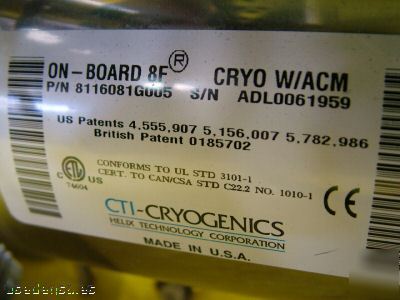 ON-BOARD 8F® CRYO W/ACM
P/N 8116081G005 S/N ADL0061959
US Patents 4,555,907 5,156,007 5,782,986
British Patent 0185702
C US
74604
CONFORMS TO UL STD 3101-1
CERT. TO CAN/CSA STD C22.2 NO. 1010-1
CE
CTI-CRYOGENICS
HELIX TECHNOLOGY CORPORATION
MADE IN U.S.A.